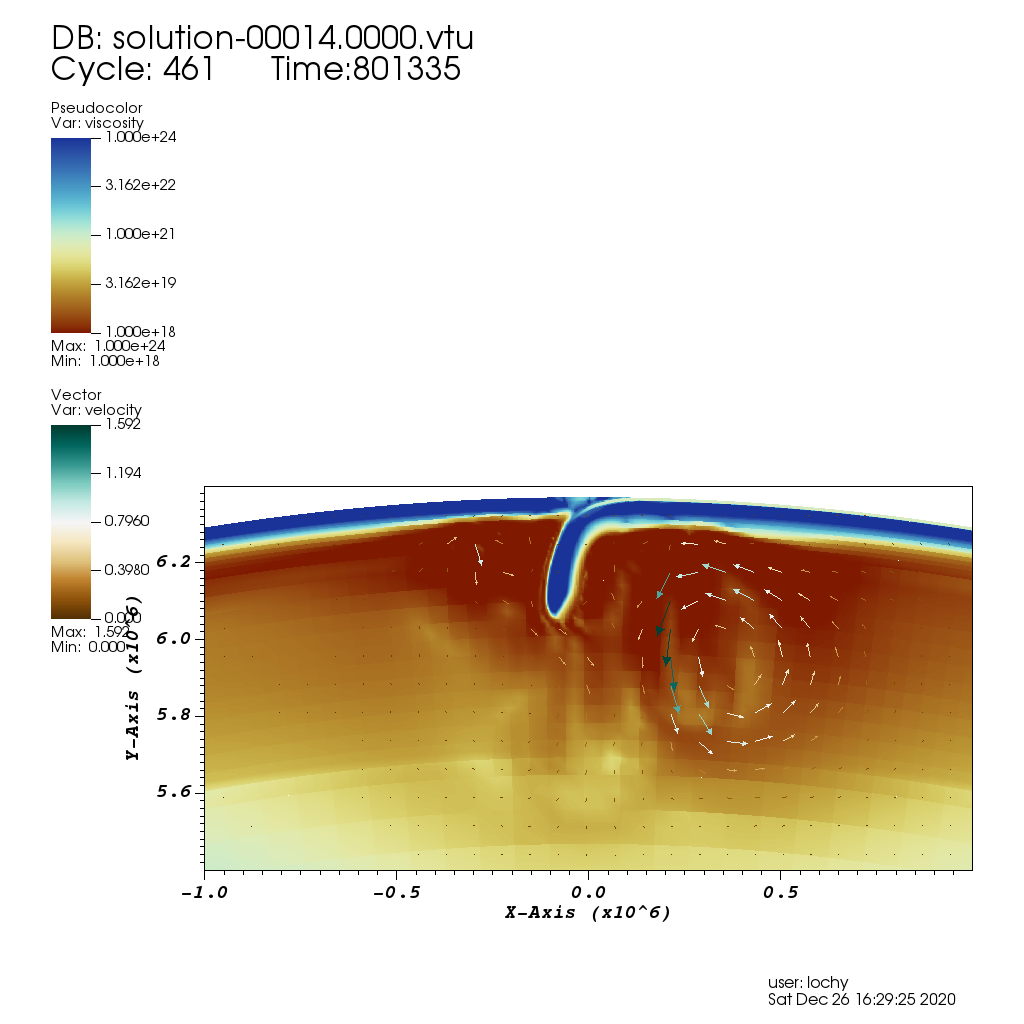 DB: solution-00014.0000.vtu
Cycle: 461 Time:801335
Pseudocolor
Var: viscosity
1.000e+24
3.162e+22
1.000e+21
3.162e+19
1.000e+18
Max: 1.000e+24
Min: 1.000e+18
Vector
Var: velocity
1.592
1.194
0.7960
0.3980
0.000
Max: 1.592
Min: 0.000
Y-Axis (x10^6)
6.2
6.0
5.8
5.6
-1.0 -0.5 0.0 0.5
X-Axis (x10^6)
user: lochy
Sat Dec 26 16:29:25 2020